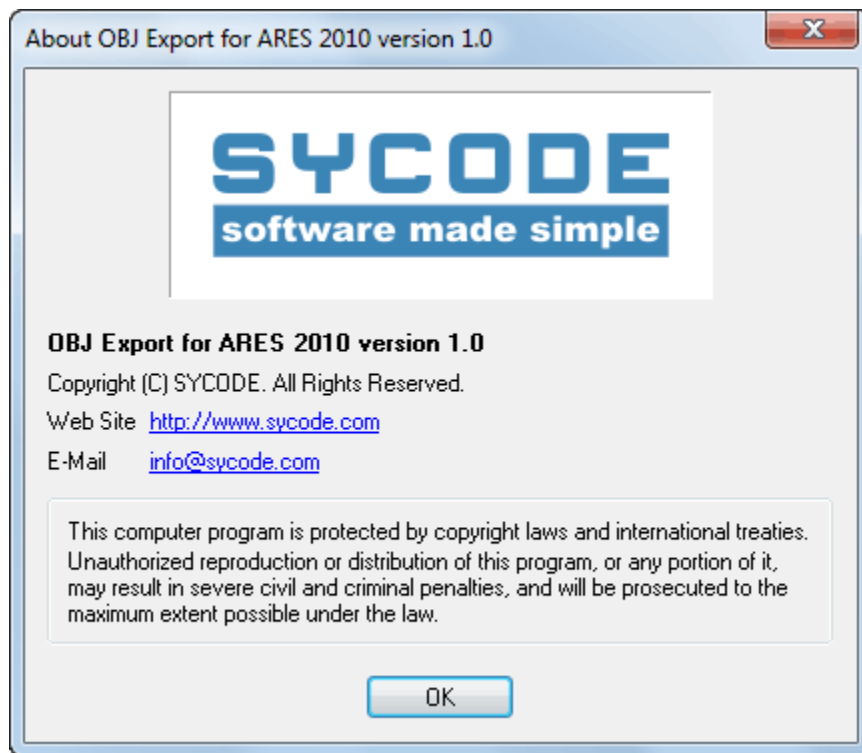 About OBJ Export for ARES 2010 version 1.0
SYCODE
software made simple
OBJ Export for ARES 2010 version 1.0
Copyright (C) SYCODE. All Rights Reserved.
Web Site http://www.sycode.com
E-Mail info@sycode.com
This computer program is protected by copyright laws and international treaties.
Unauthorized reproduction or distribution of this program, or any portion of it,
may result in severe civil and criminal penalties, and will be prosecuted to the
maximum extent possible under the law.
OK